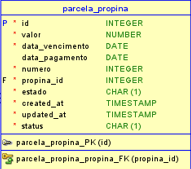 parcela_propina
P * id INTEGER
* valor NUMBER
* data_vencimento DATE
data_pagamento DATE
* numero INTEGER
F * propina_id INTEGER
* estado CHAR (1)
* created_at TIMESTAMP
* updated_at TIMESTAMP
* status CHAR (1)
parcela_propina_PK (id)
parcela_propina_propina_FK (propina_id)